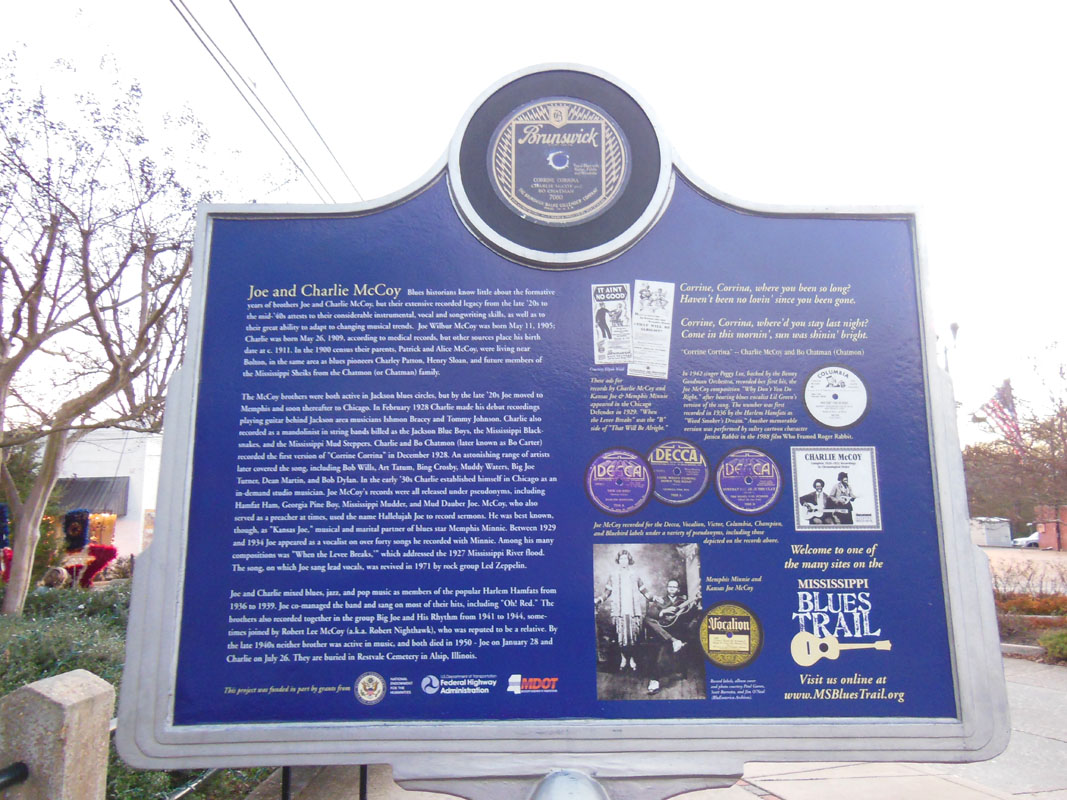 Brunswick
CORRINE CORRINA
CHARLIE McCOY and
BO CHATMAN
7080
Joe and Charlie McCoy Blues historians know little about the formative
years of brothers Joe and Charlie McCoy, but their extensive recorded legacy from the late '20s to
the mid-'40s attests to their considerable instrumental, vocal and songwriting skills, as well as to
their great ability to adapt to changing musical trends. Joe Wilbur McCoy was born May 11, 1905;
Charlie was born May 26, 1909, according to medical records, but other sources place his birth
date at c. 1911. In the 1900 census their parents, Patrick and Alice McCoy, were living near
Bolton, in the same area as blues pioneers Charley Patton, Henry Sloan, and future members of
the Mississippi Sheiks from the Chatmon (or Chatman) family.
The McCoy brothers were both active in Jackson blues circles, but by the late '20s Joe moved to
Memphis and soon thereafter to Chicago. In February 1928 Charlie made his debut recordings
playing guitar behind Jackson area musicians Ishmon Bracey and Tommy Johnson. Charlie also
recorded as a mandolinist in string bands billed as the Jackson Blue Boys, the Mississippi Black-
snakes, and the Mississippi Mud Steppers. Charlie and Bo Chatmon (later known as Bo Carter)
recorded the first version of "Corrine Corrina" in December 1928. An astonishing range of artists
later covered the song, including Bob Wills, Art Tatum, Bing Crosby, Muddy Waters, Big Joe
Turner, Dean Martin, and Bob Dylan. In the early '30s Charlie established himself in Chicago as an
in-demand studio musician. Joe McCoy's records were all released under pseudonyms, including
Hamfat Ham, Georgia Pine Boy, Mississippi Mudder, and Mud Dauber Joe. McCoy, who also
served as a preacher at times, used the name Hallelujah Joe to record sermons. He was best known,
though, as "Kansas Joe," musical and marital partner of blues star Memphis Minnie. Between 1929
and 1934 Joe appeared as a vocalist on over forty songs he recorded with Minnie. Among his many
compositions was "When the Levee Breaks,'" which addressed the 1927 Mississippi River flood.
The song, on which Joe sang lead vocals, was revived in 1971 by rock group Led Zeppelin.
Joe and Charlie mixed blues, jazz, and pop music as members of the popular Harlem Hamfats from
1936 to 1939. Joe co-managed the band and sang on most of their hits, including "Oh! Red." The
brothers also recorded together in the group Big Joe and His Rhythm from 1941 to 1944, some-
times joined by Robert Lee McCoy (a.k.a. Robert Nighthawk), who was reputed to be a relative. By
the late 1940s neither brother was active in music, and both died in 1950 - Joe on January 28 and
Charlie on July 26. They are buried in Restvale Cemetery in Alsip, Illinois.
This project was funded in part by grants from
NATIONAL
ENDOWMENT
FOR THE
HUMANITIES
U.S. Department of Transportation
Federal Highway
Administration
MDOT
IT AIN'T
NO GOOD
Corrine, Corrina, where you been so long?
Haven't been no lovin' since you been gone.
Corrine, Corrina, where'd you stay last night?
Come in this mornin', sun was shinin' bright.
"Corrine Corrina" – Charlie McCoy and Bo Chatman (Chatmon)
These ads for
records by Charlie McCoy and
Kansas Joe & Memphis Minnie
appeared in the Chicago
Defender in 1929. "When
the Levee Breaks" was the "B"
side of "That Will Be Alright."
In 1942 singer Peggy Lee, backed by the Benny
Goodman Orchestra, recorded her first hit, the
Joe McCoy composition "Why Don't You Do
Right," after hearing blues vocalist Lil Green's
version of the song. The number was first
recorded in 1936 by the Harlem Hamfats as
"Weed Smoker's Dream." Another memorable
version was performed by sultry cartoon character
Jessica Rabbit in the 1988 film Who Framed Roger Rabbit.
COLUMBIA
DECCA
DECCA
DECCA
CHARLIE McCOY
Joe McCoy recorded for the Decca, Vocalion, Victor, Columbia, Champion,
and Bluebird labels under a variety of pseudonyms, including those
depicted on the records above.
Memphis Minnie and
Kansas Joe McCoy
Vocalion
Record labels, album cover
and photo courtesy Paul Garon,
Scott Barretta, and Jim O'Neal
(BluEsoterica Archives).
Welcome to one of
the many sites on the
MISSISSIPPI
BLUES
TRAIL
Visit us online at
www.MSBluesTrail.org